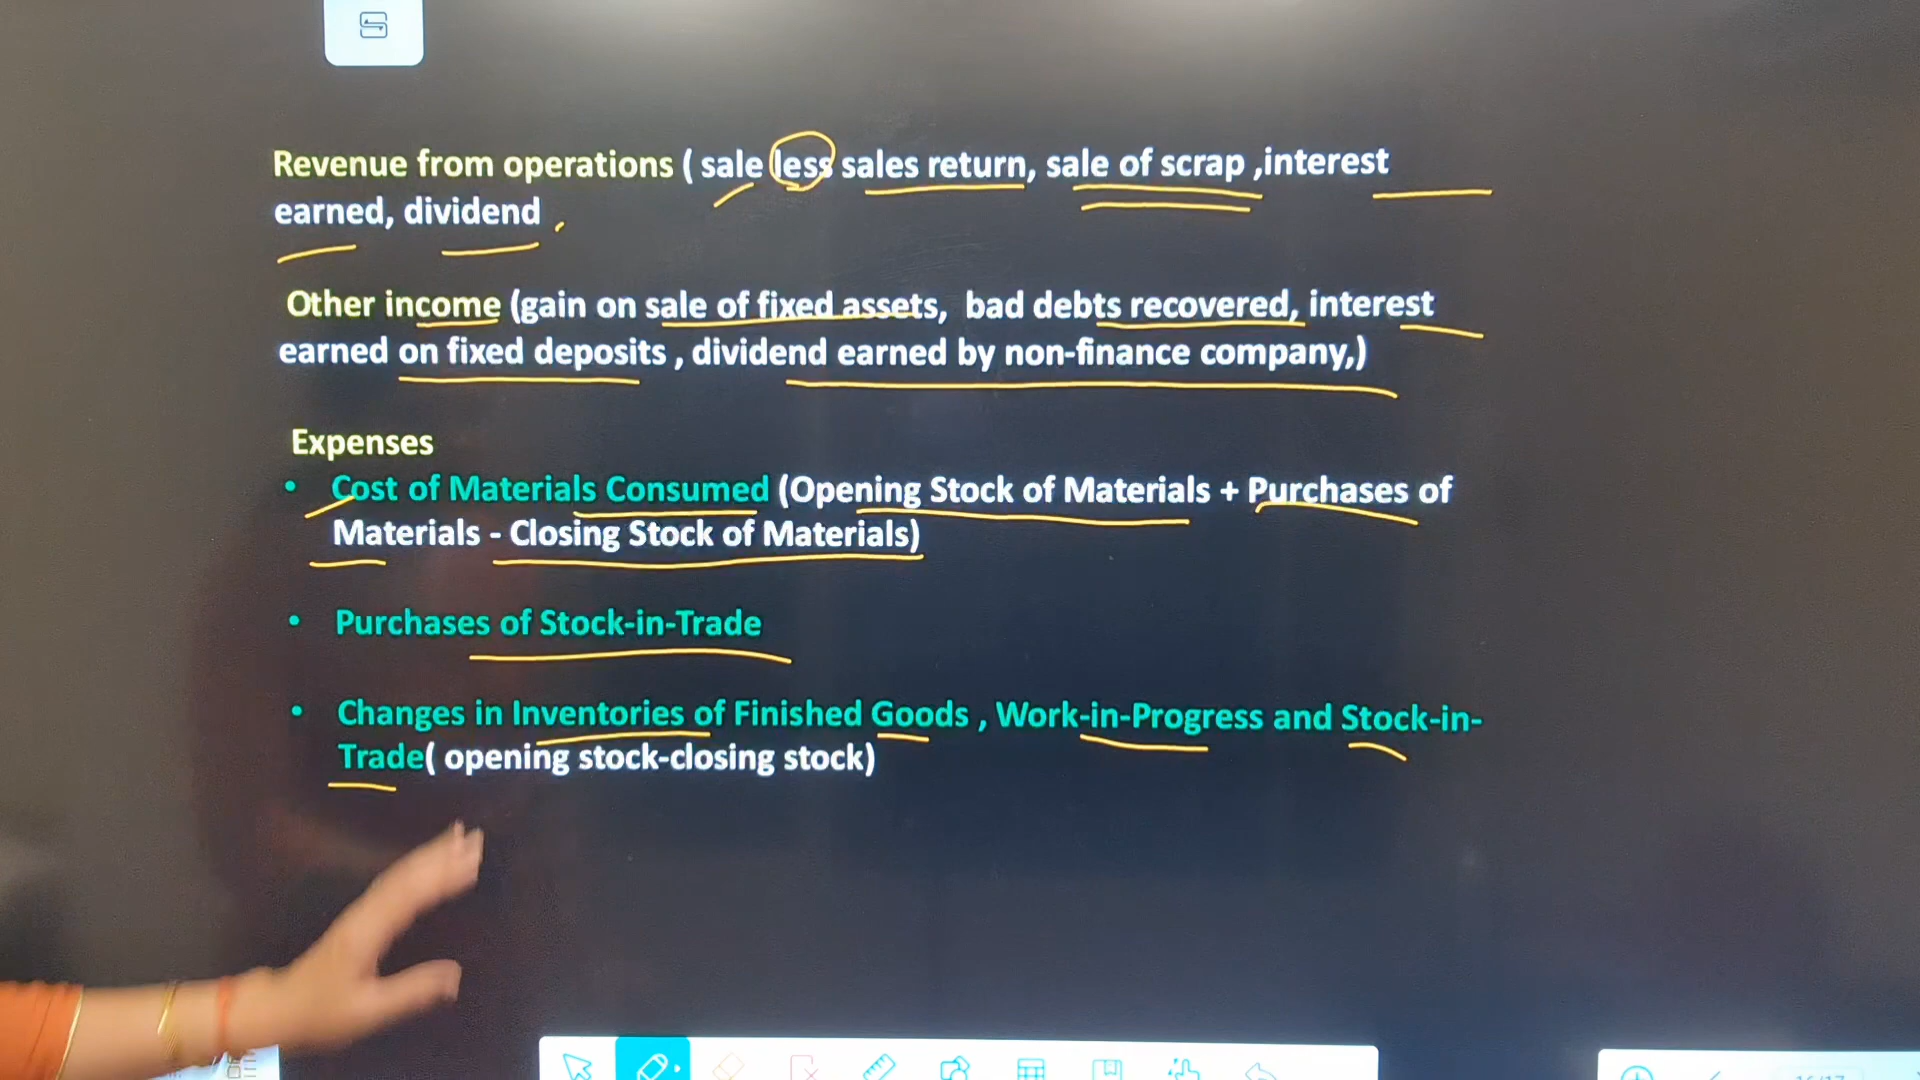 Revenue from operations ( sale less sales return, sale of scrap ,interest
earned, dividend
Other income (gain on sale of fixed assets, bad debts recovered, interest
earned on fixed deposits , dividend earned by non-finance company,)
Expenses
• Cost of Materials Consumed (Opening Stock of Materials + Purchases of
Materials - Closing Stock of Materials)
• Purchases of Stock-in-Trade
• Changes in Inventories of Finished Goods , Work-in-Progress and Stock-in-
Trade( opening stock-closing stock)